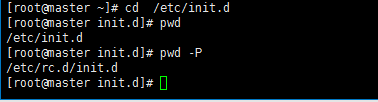 [root@master ~]# cd  /etc/init.d
[root@master init.d]# pwd
/etc/init.d
[root@master init.d]# pwd -P
/etc/rc.d/init.d
[root@master init.d]#